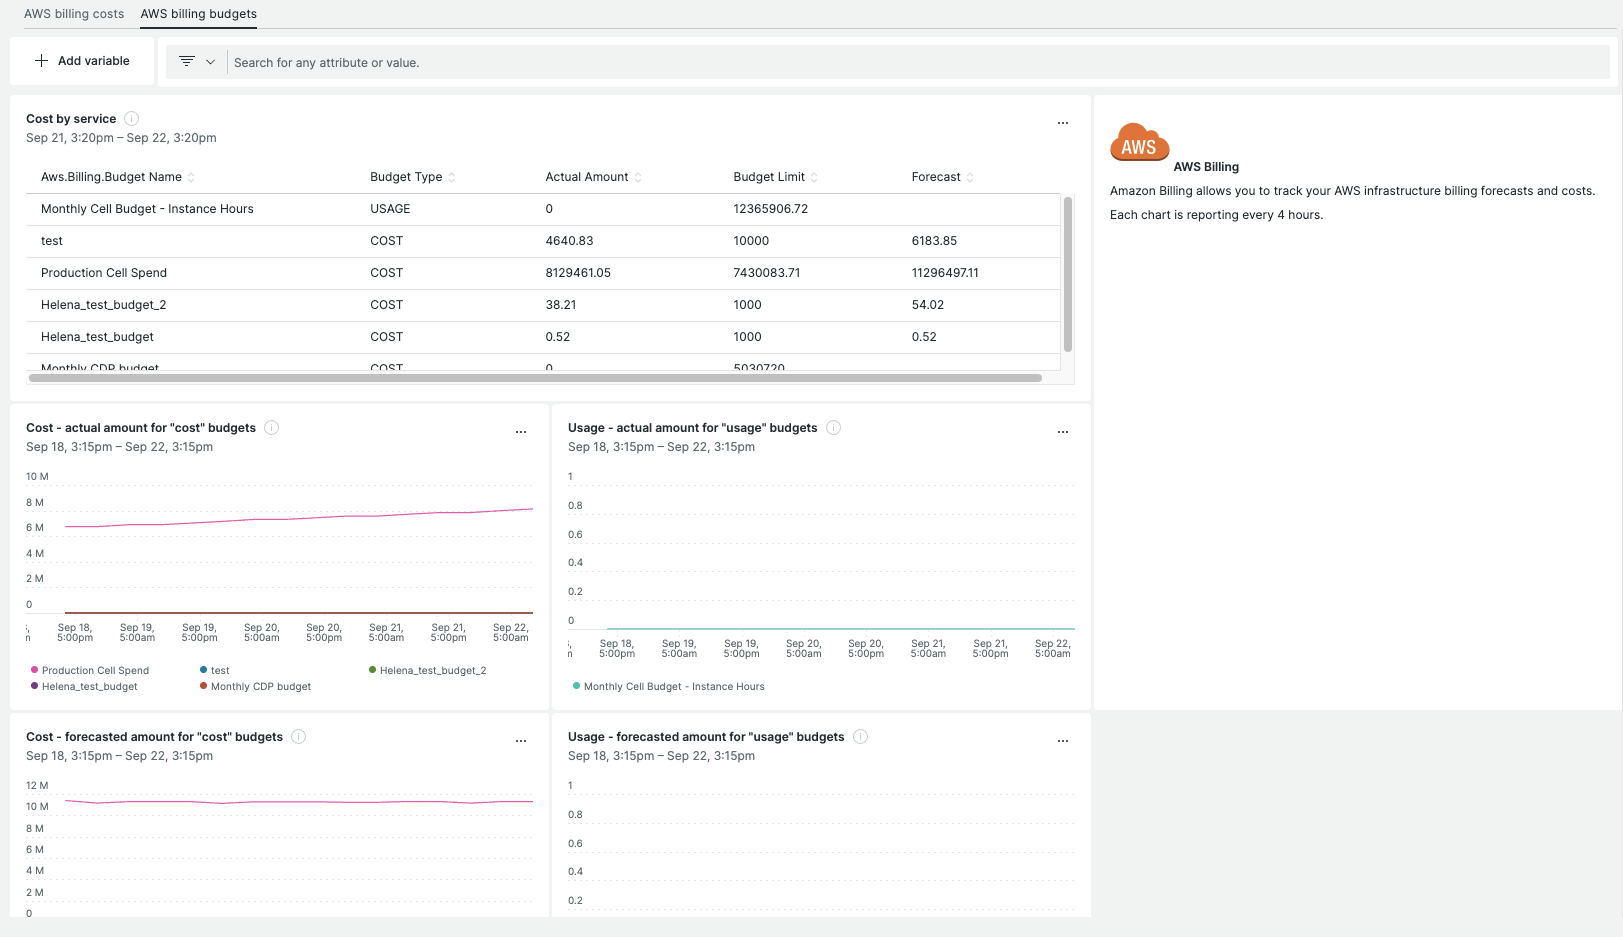 AWS billing costs AWS billing budgets
Add variable
Search for any attribute or value.
Cost by service
...
Sep 21, 3:20pm – Sep 22, 3:20pm
Aws.Billing.Budget Name Budget Type Actual Amount Budget Limit Forecast
Monthly Cell Budget - Instance Hours USAGE 0 12365906.72
test COST 4640.83 10000 6183.85
Production Cell Spend COST 8129461.05 7430083.71 11296497.11
Helena_test_budget_2 COST 38.21 1000 54.02
Helena_test_budget COST 0.52 1000 0.52
Monthly CDP budget COST 0 5030720
AWS
AWS Billing
Amazon Billing allows you to track your AWS infrastructure billing forecasts and costs.
Each chart is reporting every 4 hours.
Cost - actual amount for "cost" budgets
...
Sep 18, 3:15pm – Sep 22, 3:15pm
10 M
8 M
6 M
4 M
2 M
0
Sep 18, Sep 19, Sep 19, Sep 20, Sep 20, Sep 21, Sep 21, Sep 22,
5:00pm 5:00am 5:00pm 5:00am 5:00pm 5:00am 5:00pm 5:00am
Production Cell Spend test Helena_test_budget_2
Helena_test_budget Monthly CDP budget
Usage - actual amount for "usage" budgets
...
Sep 18, 3:15pm – Sep 22, 3:15pm
1
0.8
0.6
0.4
0.2
0
Sep 18, Sep 19, Sep 19, Sep 20, Sep 20, Sep 21, Sep 21, Sep 22,
5:00pm 5:00am 5:00pm 5:00am 5:00pm 5:00am 5:00pm 5:00am
Monthly Cell Budget - Instance Hours
Cost - forecasted amount for "cost" budgets
...
Sep 18, 3:15pm – Sep 22, 3:15pm
12 M
10 M
8 M
6 M
4 M
2 M
0
Usage - forecasted amount for "usage" budgets
...
Sep 18, 3:15pm – Sep 22, 3:15pm
1
0.8
0.6
0.4
0.2